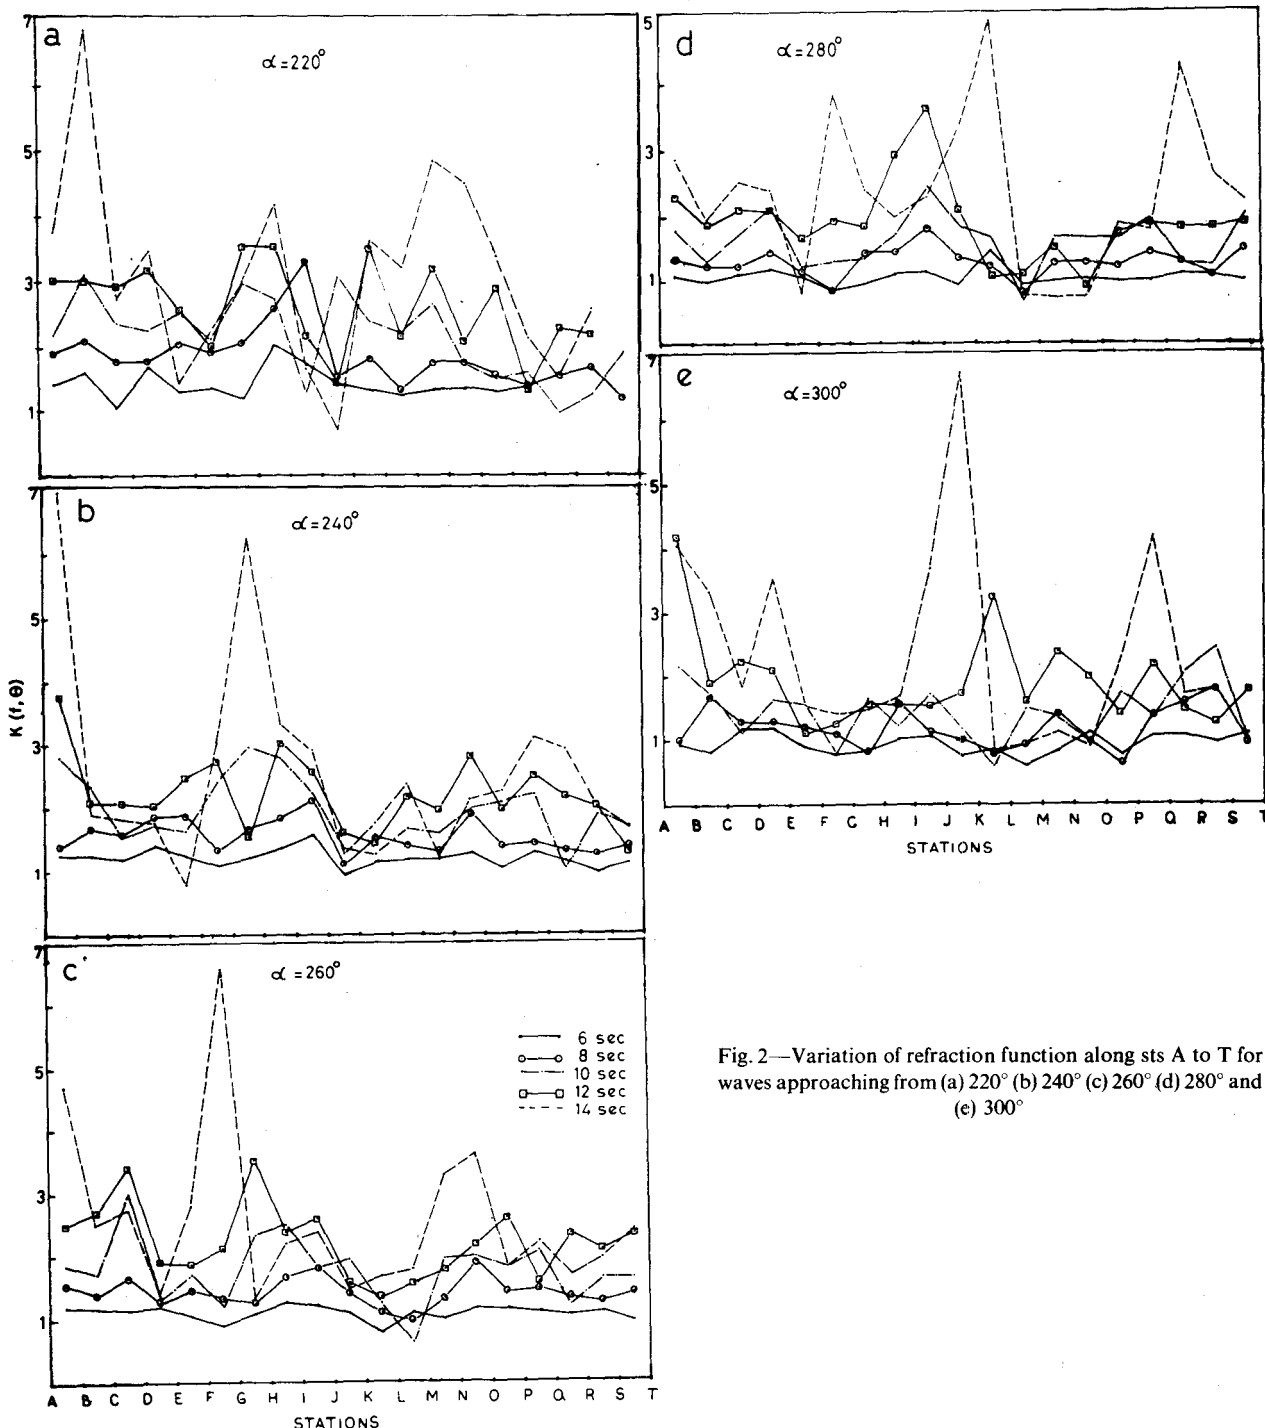 a
α=220°
7
5
3
1
b
α=240°
7
5
3
1
K(f,Θ)
c
α=260°
7
5
3
1
6 sec
8 sec
10 sec
12 sec
14 sec
A B C D E F G H I J K L M N O P Q R S T
STATIONS
d
α=280°
5
3
1
e
α=300°
7
5
3
1
A B C D E F G H I J K L M N O P Q R S T
STATIONS
Fig. 2—Variation of refraction function along sts A to T for
waves approaching from (a) 220° (b) 240° (c) 260° (d) 280° and
(e) 300°